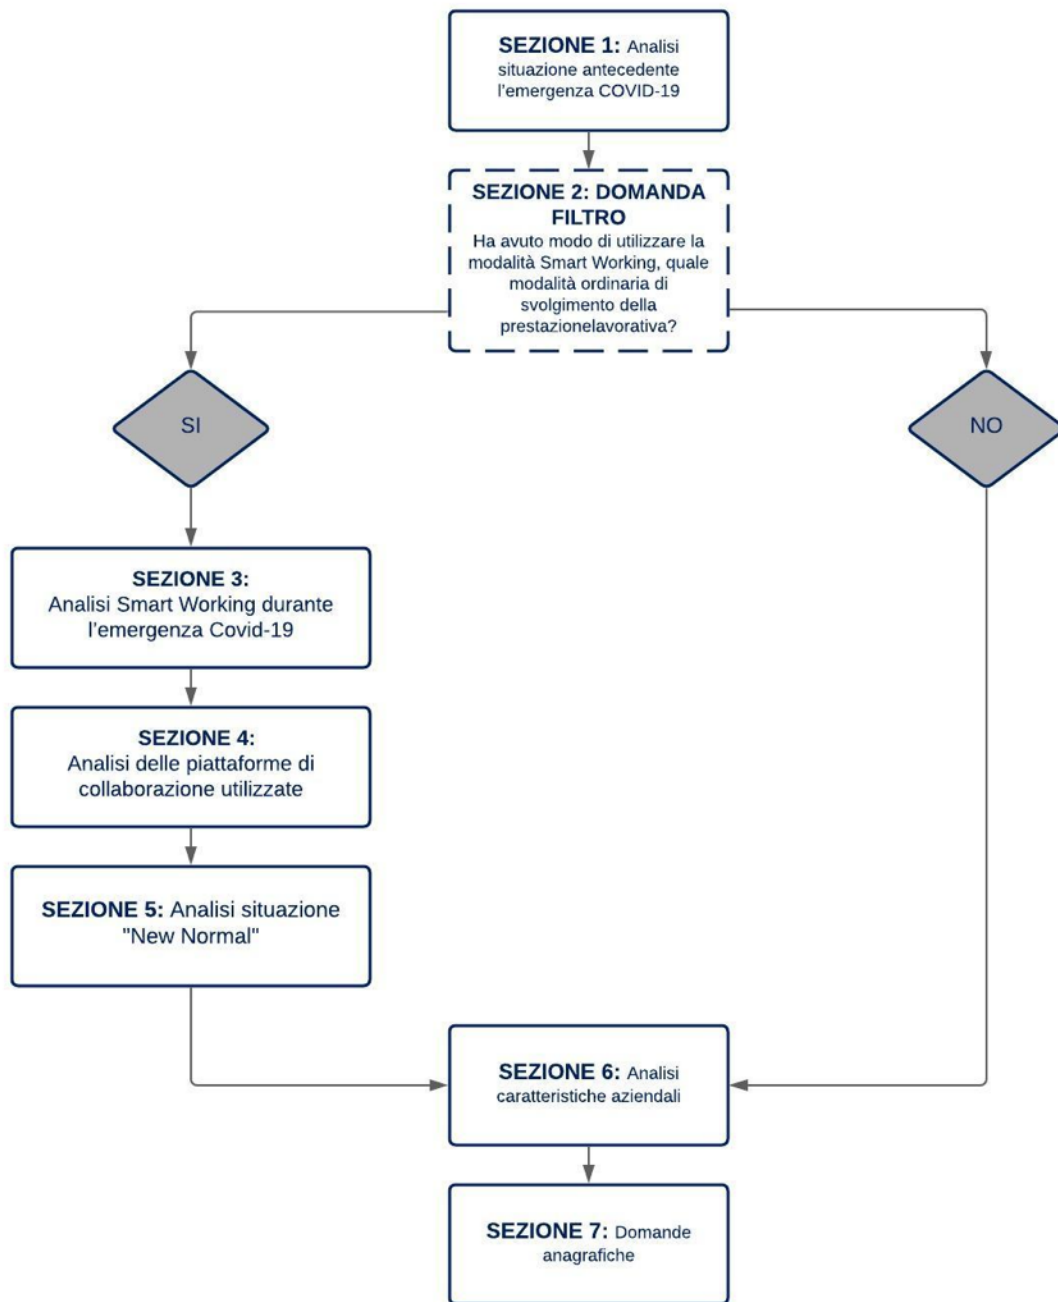 SEZIONE 1: Analisi
situazione antecedente
l'emergenza COVID-19
SEZIONE 2: DOMANDA
FILTRO
Ha avuto modo di utilizzare la
modalità Smart Working, quale
modalità ordinaria di
svolgimento della
prestazionelavorativa?
SI
NO
SEZIONE 3:
Analisi Smart Working durante
l'emergenza Covid-19
SEZIONE 4:
Analisi delle piattaforme di
collaborazione utilizzate
SEZIONE 5: Analisi situazione
"New Normal"
SEZIONE 6: Analisi
caratteristiche aziendali
SEZIONE 7: Domande
anagrafiche